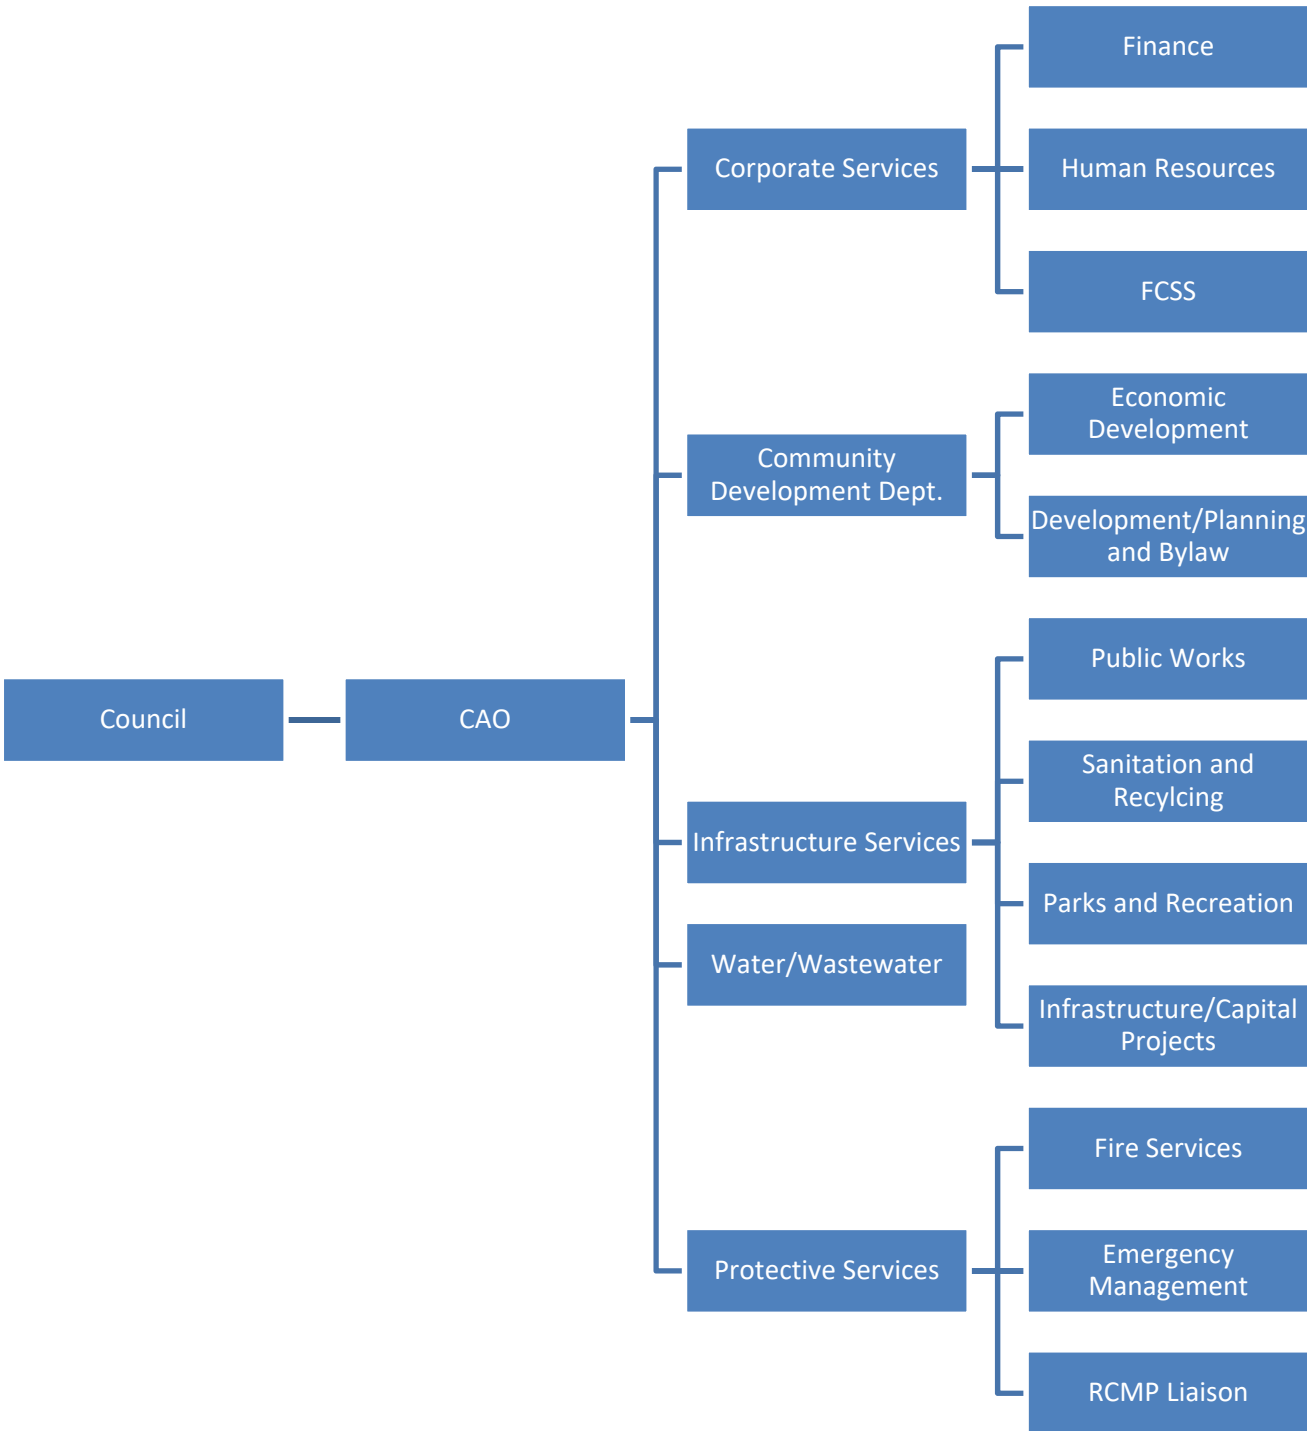 Finance
Corporate Services
Human Resources
FCSS
Economic
Development
Community
Development Dept.
Development/Planning
and Bylaw
Public Works
Council
CAO
Sanitation and
Recylcing
Infrastructure Services
Parks and Recreation
Water/Wastewater
Infrastructure/Capital
Projects
Fire Services
Protective Services
Emergency
Management
RCMP Liaison